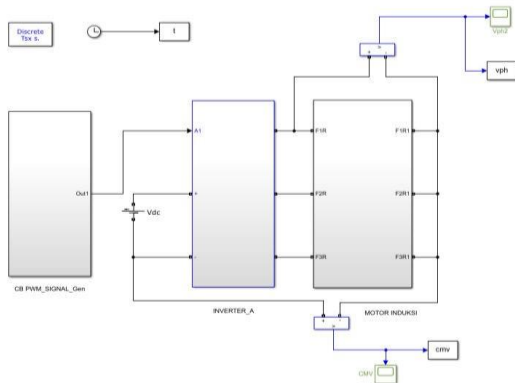 Discrete
Tsx s.
t
Vph2
vph
A1
F1R
F1R1
Out1
+
F2R
F2R1
Vdc
-
F3R
F3R1
CB PWM_SIGNAL_Gen
INVERTER_A
MOTOR INDUKSI
cmv
CMV